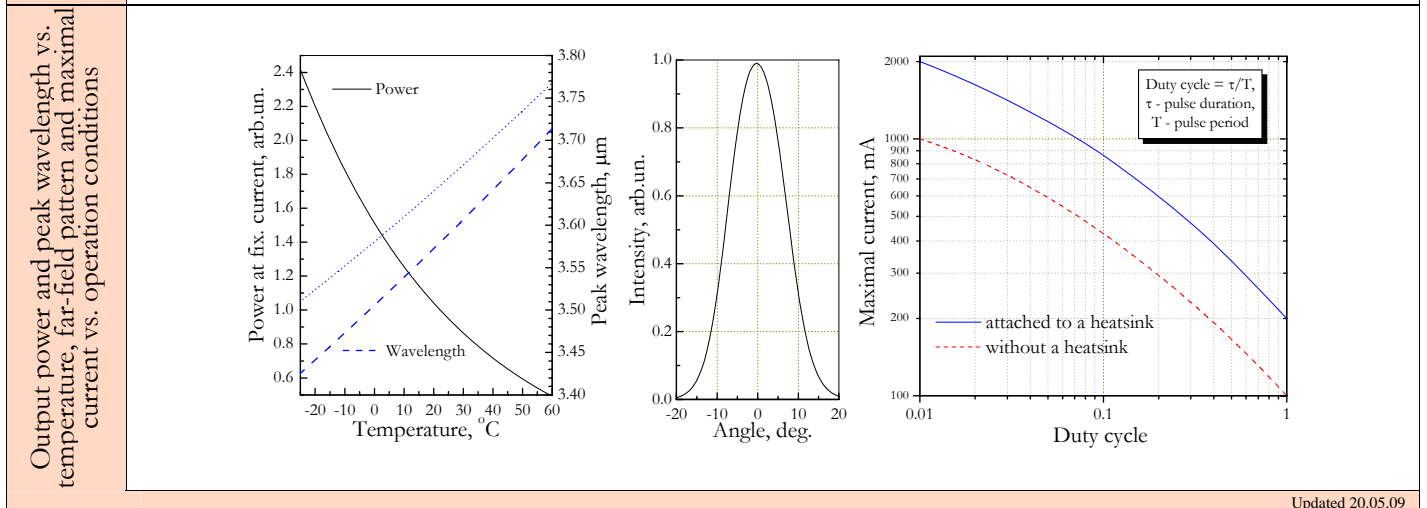 Output power and peak wavelength vs.
temperature, far-field pattern and maximal
current vs. operation conditions
Power at fix. current, arb.un.
2.4
2.2
2.0
1.8
1.6
1.4
1.2
1.0
0.8
0.6
Power
Wavelength
-20 -10 0 10 20 30 40 50 60
Temperature, °C
3.80
3.75
3.70
3.65
3.60
3.55
3.50
3.45
3.40
Peak wavelength, μm
Intensity, arb.un.
1.0
0.8
0.6
0.4
0.2
0.0
-20 -10 0 10 20
Angle, deg.
Maximal current, mA
2000
1000
900
800
700
600
500
400
300
200
100
Duty cycle = τ/T,
τ - pulse duration,
T - pulse period
attached to a heatsink
without a heatsink
0.01 0.1 1
Duty cycle
Updated 20.05.09